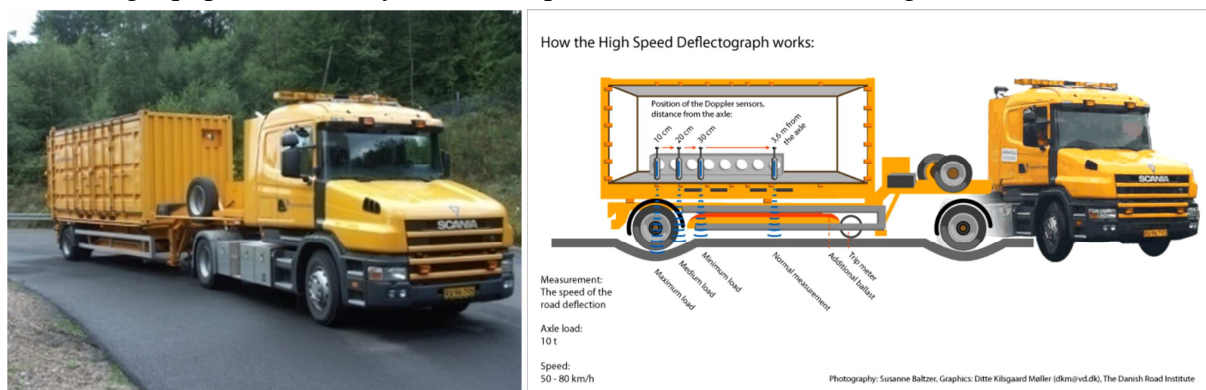 SCANIA
How the High Speed Deflectograph works:
Position of the Doppler sensors,
distance from the axle:
10 cm
20 cm
30 cm
3.6 m from
the axle
SCANIA
Maximum load
Medium load
Minimum load
Normal measurement
Additional ballast
Trip meter
Measurement:
The speed of the
road deflection
Axle load:
10 t
Speed:
50 - 80 km/h
Photography: Susanne Baltzer, Graphics: Ditte Kilsgaard Møller (dkm@vd.dk), The Danish Road Institute